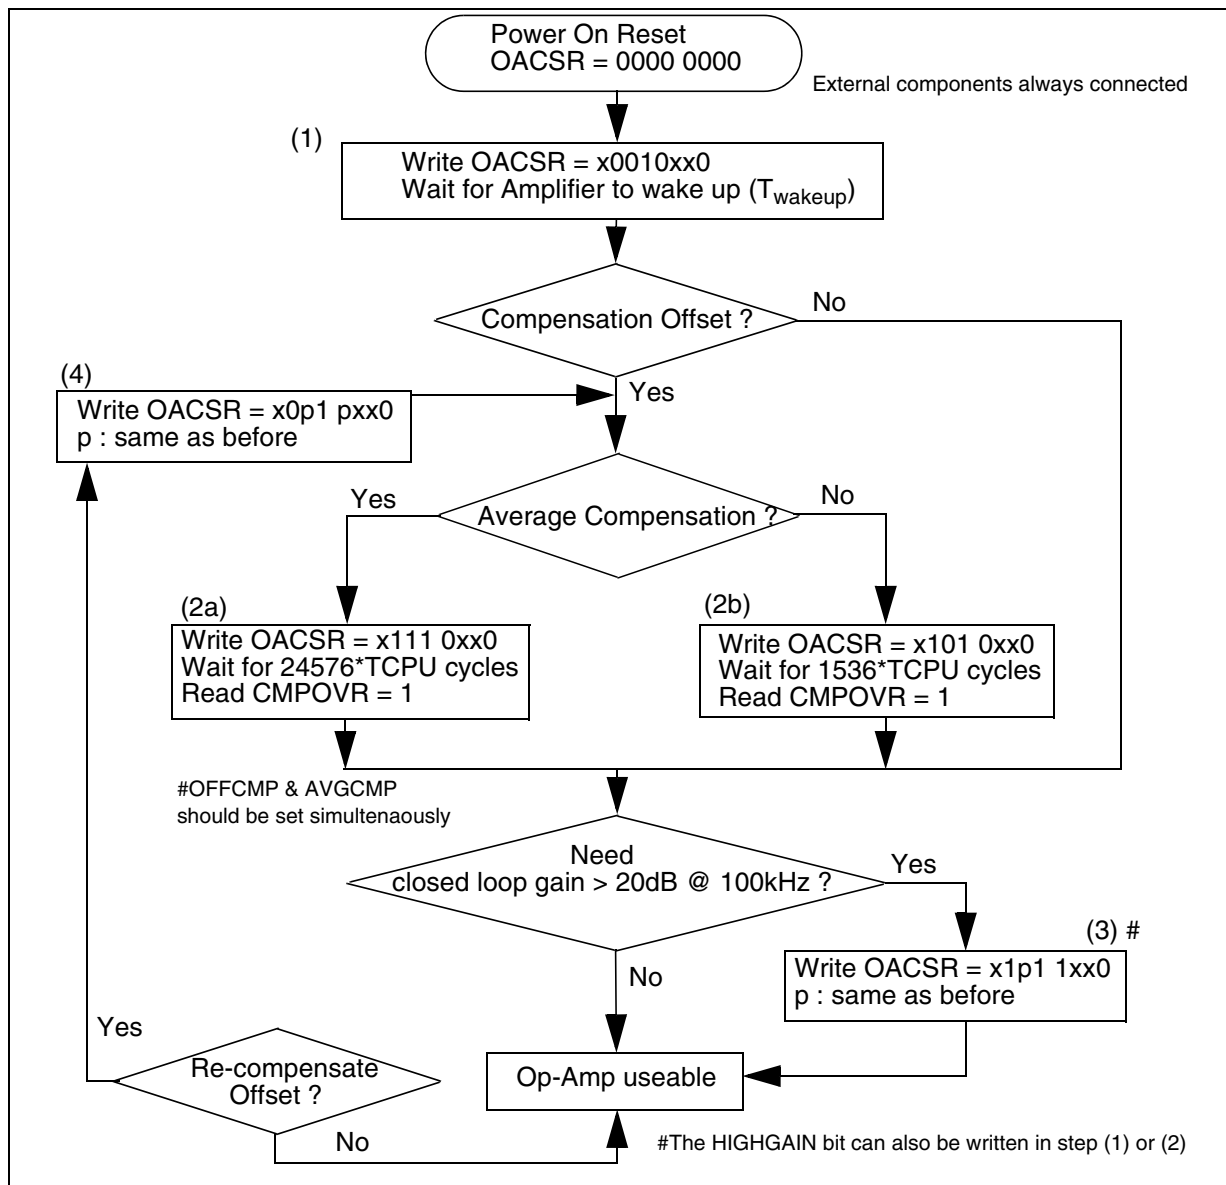 Power On Reset
OACSR = 0000 0000
External components always connected
(1)
Write OACSR = x0010xx0
Wait for Amplifier to wake up (Twakeup)
Compensation Offset ?
No
Yes
(4)
Write OACSR = x0p1 pxx0
p : same as before
Average Compensation ?
Yes
No
(2a)
Write OACSR = x111 0xx0
Wait for 24576*TCPU cycles
Read CMPOVR = 1
(2b)
Write OACSR = x101 0xx0
Wait for 1536*TCPU cycles
Read CMPOVR = 1
#OFFCMP & AVGCMP
should be set simultenaously
Need
closed loop gain > 20dB @ 100kHz ?
Yes
No
(3) #
Write OACSR = x1p1 1xx0
p : same as before
Yes
Re-compensate
Offset ?
No
Op-Amp useable
#The HIGHGAIN bit can also be written in step (1) or (2)